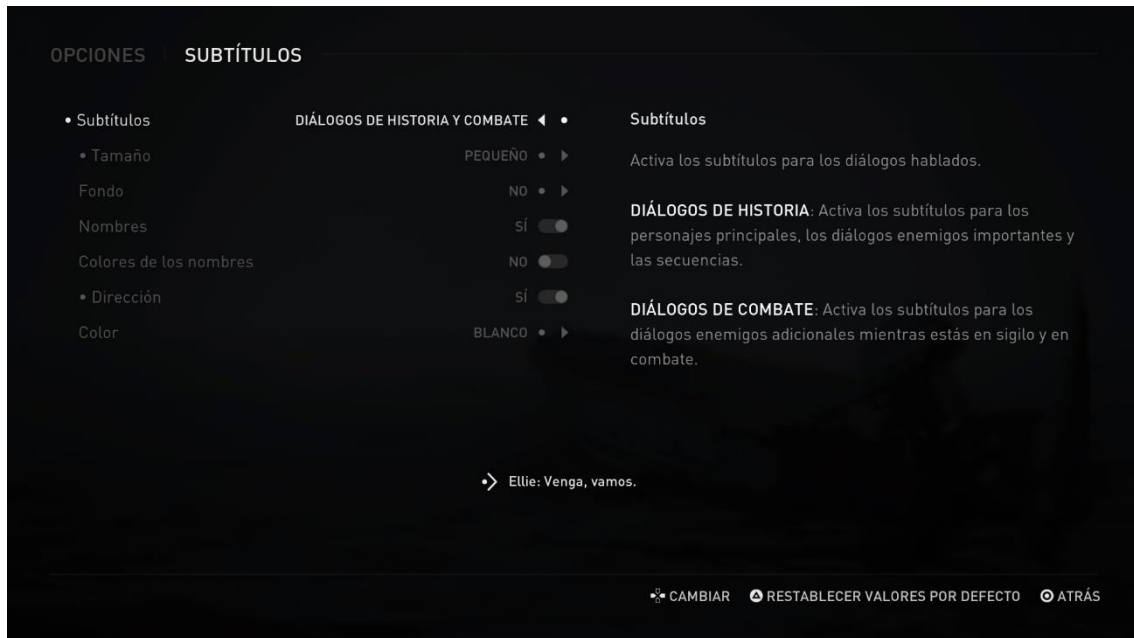 OPCIONES SUBTÍTULOS
• Subtítulos DIÁLOGOS DE HISTORIA Y COMBATE
• Tamaño PEQUEÑO
Fondo NO
Nombres SÍ
Colores de los nombres NO
• Dirección SÍ
Color BLANCO
Subtítulos
Activa los subtítulos para los diálogos hablados.
DIÁLOGOS DE HISTORIA: Activa los subtítulos para los
personajes principales, los diálogos enemigos importantes y
las secuencias.
DIÁLOGOS DE COMBATE: Activa los subtítulos para los
diálogos enemigos adicionales mientras estás en sigilo y en
combate.
Ellie: Venga, vamos.
CAMBIAR RESTABLECER VALORES POR DEFECTO ATRÁS